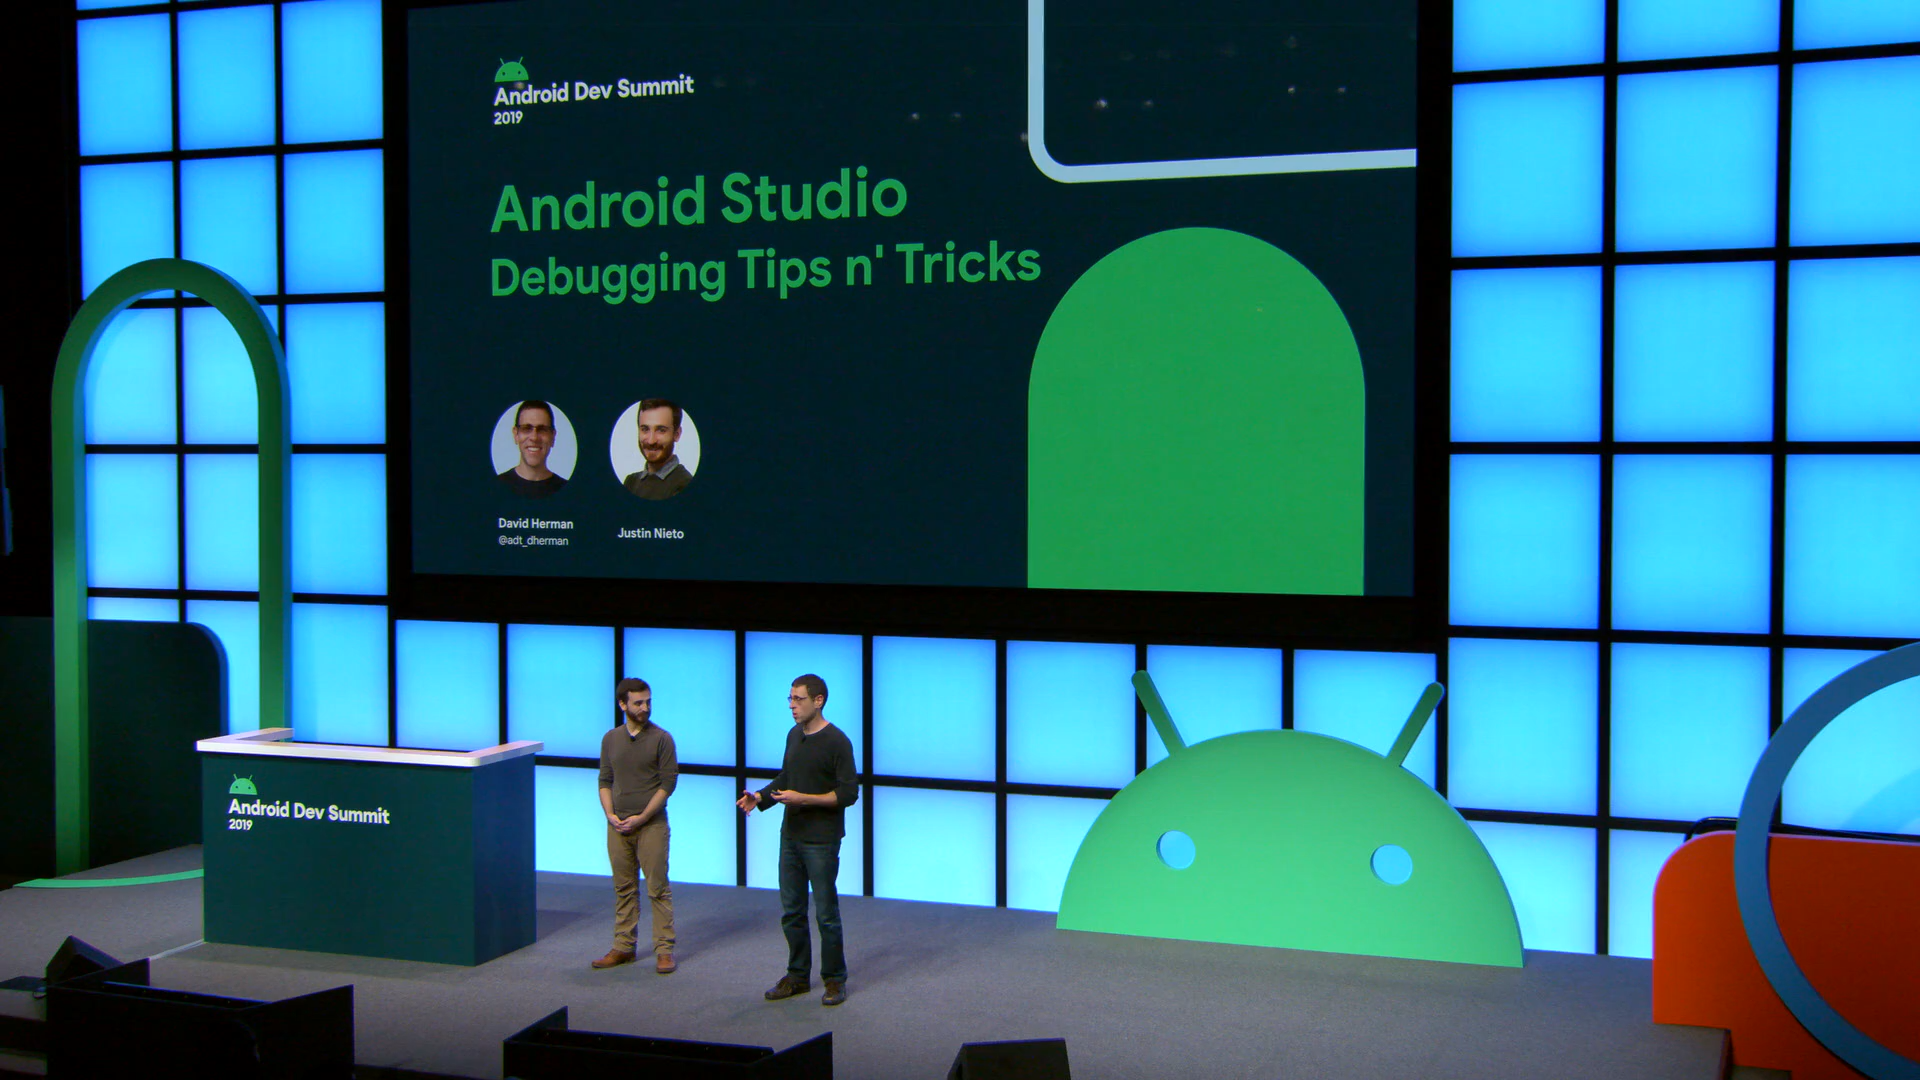 Android Dev Summit
2019
Android Studio
Debugging Tips n' Tricks
David Herman
@adt_dherman
Justin Nieto
Android Dev Summit
2019